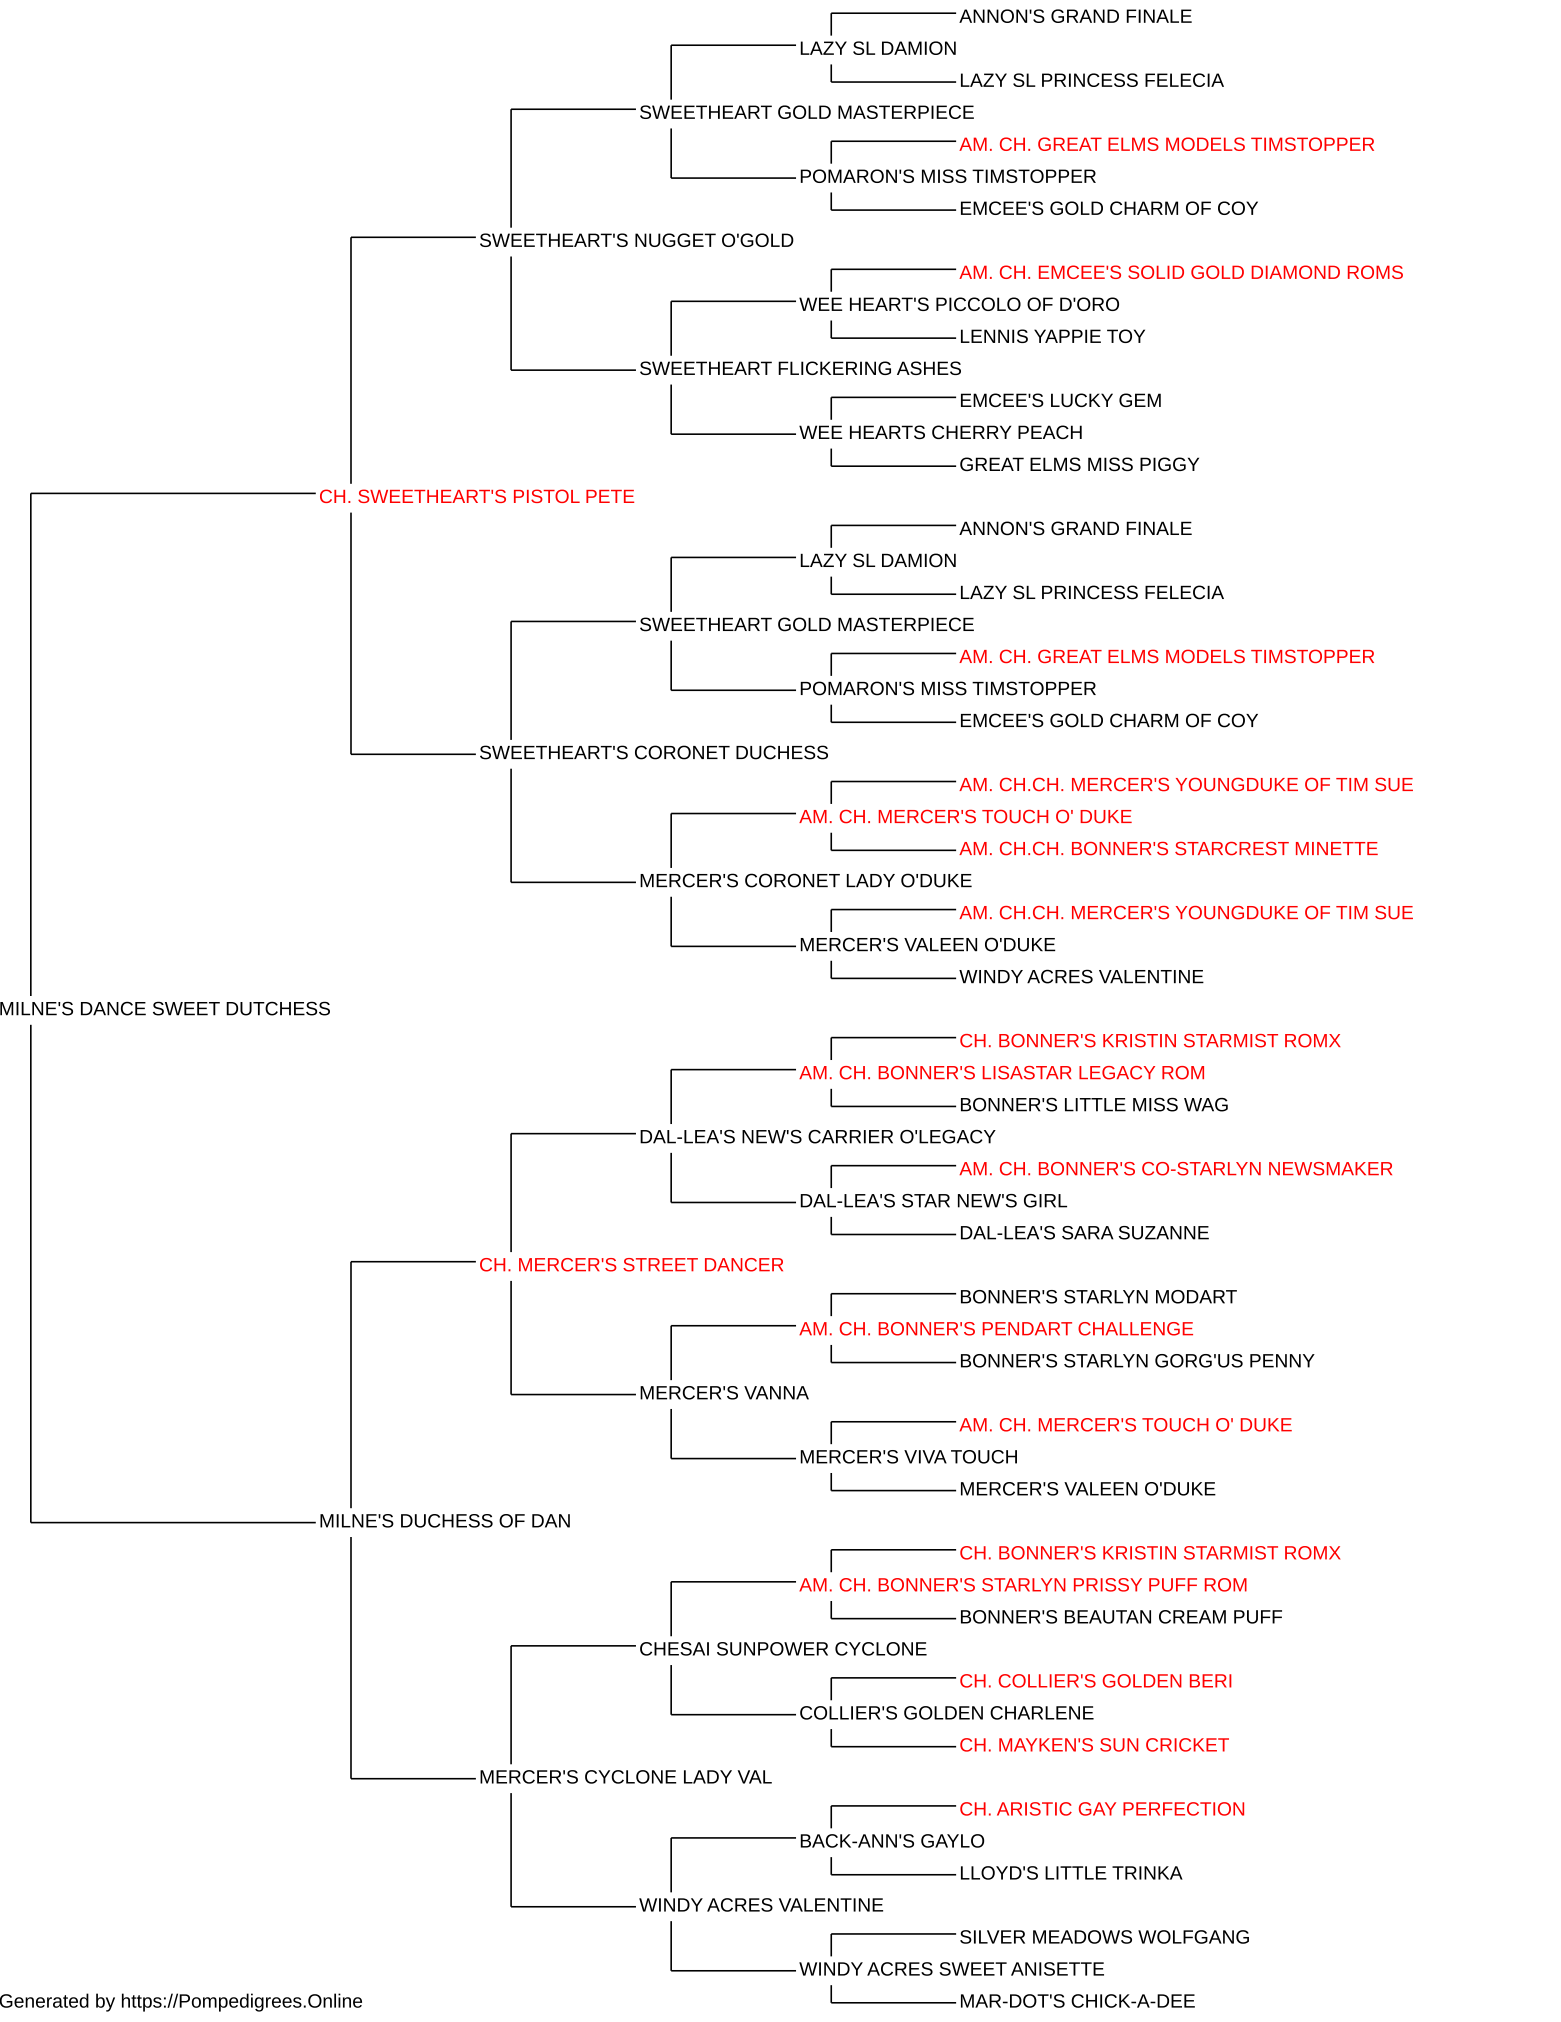 ANNON'S GRAND FINALE
LAZY SL DAMION
LAZY SL PRINCESS FELECIA
SWEETHEART GOLD MASTERPIECE
AM. CH. GREAT ELMS MODELS TIMSTOPPER
POMARON'S MISS TIMSTOPPER
EMCEE'S GOLD CHARM OF COY
SWEETHEART'S NUGGET O'GOLD
AM. CH. EMCEE'S SOLID GOLD DIAMOND ROMS
WEE HEART'S PICCOLO OF D'ORO
LENNIS YAPPIE TOY
SWEETHEART FLICKERING ASHES
EMCEE'S LUCKY GEM
WEE HEARTS CHERRY PEACH
GREAT ELMS MISS PIGGY
CH. SWEETHEART'S PISTOL PETE
ANNON'S GRAND FINALE
LAZY SL DAMION
LAZY SL PRINCESS FELECIA
SWEETHEART GOLD MASTERPIECE
AM. CH. GREAT ELMS MODELS TIMSTOPPER
POMARON'S MISS TIMSTOPPER
EMCEE'S GOLD CHARM OF COY
SWEETHEART'S CORONET DUCHESS
AM. CH.CH. MERCER'S YOUNGDUKE OF TIM SUE
AM. CH. MERCER'S TOUCH O' DUKE
AM. CH.CH. BONNER'S STARCREST MINETTE
MERCER'S CORONET LADY O'DUKE
AM. CH.CH. MERCER'S YOUNGDUKE OF TIM SUE
MERCER'S VALEEN O'DUKE
WINDY ACRES VALENTINE
MILNE'S DANCE SWEET DUTCHESS
CH. BONNER'S KRISTIN STARMIST ROMX
AM. CH. BONNER'S LISASTAR LEGACY ROM
BONNER'S LITTLE MISS WAG
DAL-LEA'S NEW'S CARRIER O'LEGACY
AM. CH. BONNER'S CO-STARLYN NEWSMAKER
DAL-LEA'S STAR NEW'S GIRL
DAL-LEA'S SARA SUZANNE
CH. MERCER'S STREET DANCER
BONNER'S STARLYN MODART
AM. CH. BONNER'S PENDART CHALLENGE
BONNER'S STARLYN GORG'US PENNY
MERCER'S VANNA
AM. CH. MERCER'S TOUCH O' DUKE
MERCER'S VIVA TOUCH
MERCER'S VALEEN O'DUKE
MILNE'S DUCHESS OF DAN
CH. BONNER'S KRISTIN STARMIST ROMX
AM. CH. BONNER'S STARLYN PRISSY PUFF ROM
BONNER'S BEAUTAN CREAM PUFF
CHESAI SUNPOWER CYCLONE
CH. COLLIER'S GOLDEN BERI
COLLIER'S GOLDEN CHARLENE
CH. MAYKEN'S SUN CRICKET
MERCER'S CYCLONE LADY VAL
CH. ARISTIC GAY PERFECTION
BACK-ANN'S GAYLO
LLOYD'S LITTLE TRINKA
WINDY ACRES VALENTINE
SILVER MEADOWS WOLFGANG
WINDY ACRES SWEET ANISETTE
MAR-DOT'S CHICK-A-DEE
Generated by https://Pompedigrees.Online